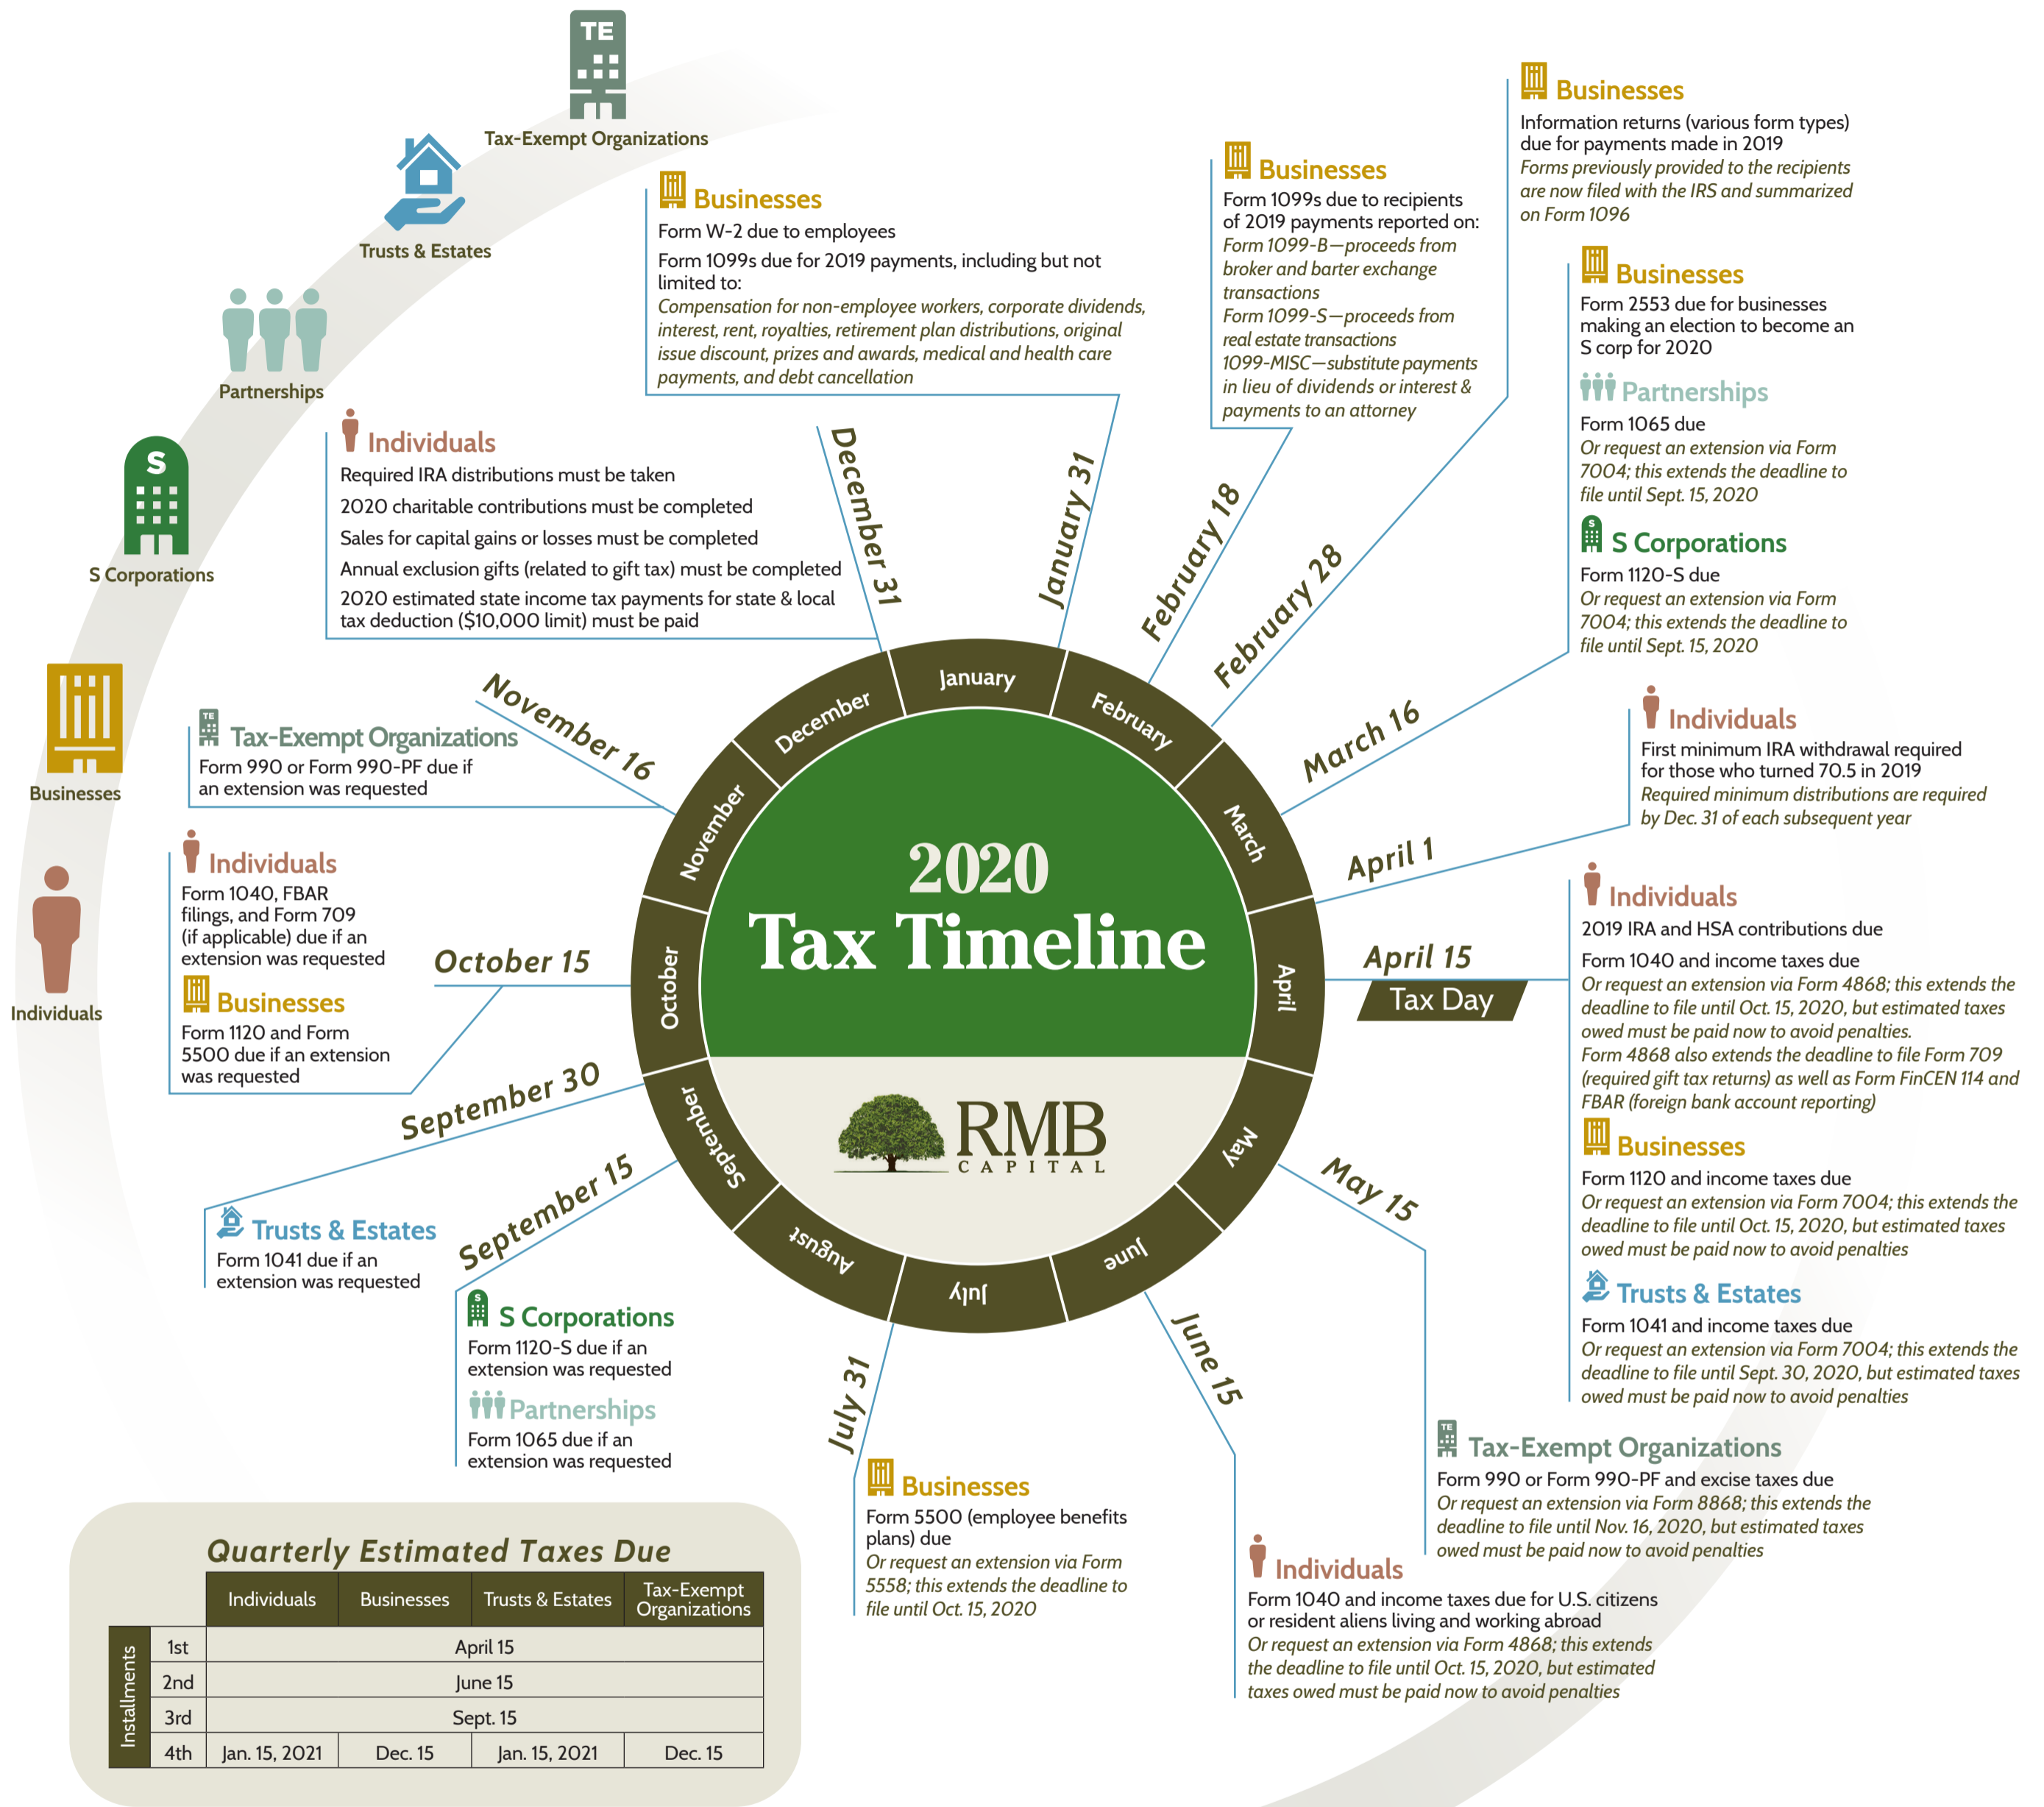 TE
Tax-Exempt Organizations
Trusts & Estates
Partnerships
S
S Corporations
Businesses
Individuals
2020
Tax Timeline
RMB
CAPITAL
January
February
March
April
May
June
July
August
September
October
November
December
January 31
Businesses
Form W-2 due to employees
Form 1099s due for 2019 payments, including but not
limited to:
Compensation for non-employee workers, corporate dividends,
interest, rent, royalties, retirement plan distributions, original
issue discount, prizes and awards, medical and health care
payments, and debt cancellation
February 18
Businesses
Form 1099s due to recipients
of 2019 payments reported on:
Form 1099-B—proceeds from
broker and barter exchange
transactions
Form 1099-S—proceeds from
real estate transactions
1099-MISC—substitute payments
in lieu of dividends or interest &
payments to an attorney
February 28
Businesses
Information returns (various form types)
due for payments made in 2019
Forms previously provided to the recipients
are now filed with the IRS and summarized
on Form 1096
March 16
Businesses
Form 2553 due for businesses
making an election to become an
S corp for 2020
Partnerships
Form 1065 due
Or request an extension via Form
7004; this extends the deadline to
file until Sept. 15, 2020
S
S Corporations
Form 1120-S due
Or request an extension via Form
7004; this extends the deadline to
file until Sept. 15, 2020
April 1
Individuals
First minimum IRA withdrawal required
for those who turned 70.5 in 2019
Required minimum distributions are required
by Dec. 31 of each subsequent year
April 15
Tax Day
Individuals
2019 IRA and HSA contributions due
Form 1040 and income taxes due
Or request an extension via Form 4868; this extends the
deadline to file until Oct. 15, 2020, but estimated taxes
owed must be paid now to avoid penalties.
Form 4868 also extends the deadline to file Form 709
(required gift tax returns) as well as Form FinCEN 114 and
FBAR (foreign bank account reporting)
Businesses
Form 1120 and income taxes due
Or request an extension via Form 7004; this extends the
deadline to file until Oct. 15, 2020, but estimated taxes
owed must be paid now to avoid penalties
Trusts & Estates
Form 1041 and income taxes due
Or request an extension via Form 7004; this extends the
deadline to file until Sept. 30, 2020, but estimated taxes
owed must be paid now to avoid penalties
May 15
TE
Tax-Exempt Organizations
Form 990 or Form 990-PF and excise taxes due
Or request an extension via Form 8868; this extends the
deadline to file until Nov. 16, 2020, but estimated taxes
owed must be paid now to avoid penalties
June 15
Individuals
Form 1040 and income taxes due for U.S. citizens
or resident aliens living and working abroad
Or request an extension via Form 4868; this extends
the deadline to file until Oct. 15, 2020, but estimated
taxes owed must be paid now to avoid penalties
July 31
Businesses
Form 5500 (employee benefits
plans) due
Or request an extension via Form
5558; this extends the deadline to
file until Oct. 15, 2020
September 15
S
S Corporations
Form 1120-S due if an
extension was requested
Partnerships
Form 1065 due if an
extension was requested
September 30
Trusts & Estates
Form 1041 due if an
extension was requested
October 15
Individuals
Form 1040, FBAR
filings, and Form 709
(if applicable) due if an
extension was requested
Businesses
Form 1120 and Form
5500 due if an extension
was requested
November 16
TE
Tax-Exempt Organizations
Form 990 or Form 990-PF due if
an extension was requested
December 31
Individuals
Required IRA distributions must be taken
2020 charitable contributions must be completed
Sales for capital gains or losses must be completed
Annual exclusion gifts (related to gift tax) must be completed
2020 estimated state income tax payments for state & local
tax deduction ($10,000 limit) must be paid
Quarterly Estimated Taxes Due
Individuals Businesses Trusts & Estates Tax-Exempt
Organizations
Installments
1st April 15
2nd June 15
3rd Sept. 15
4th Jan. 15, 2021 Dec. 15 Jan. 15, 2021 Dec. 15